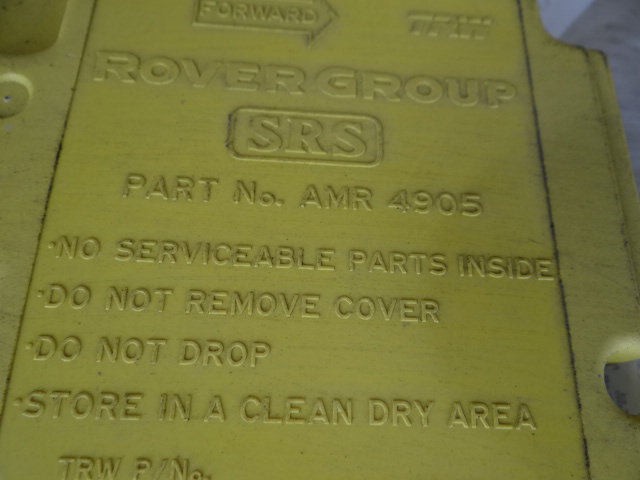 FORWARD TRW
ROVER GROUP
SRS
PART No. AMR 4905
·NO SERVICEABLE PARTS INSIDE
·DO NOT REMOVE COVER
·DO NOT DROP
·STORE IN A CLEAN DRY AREA
TRW P/No.